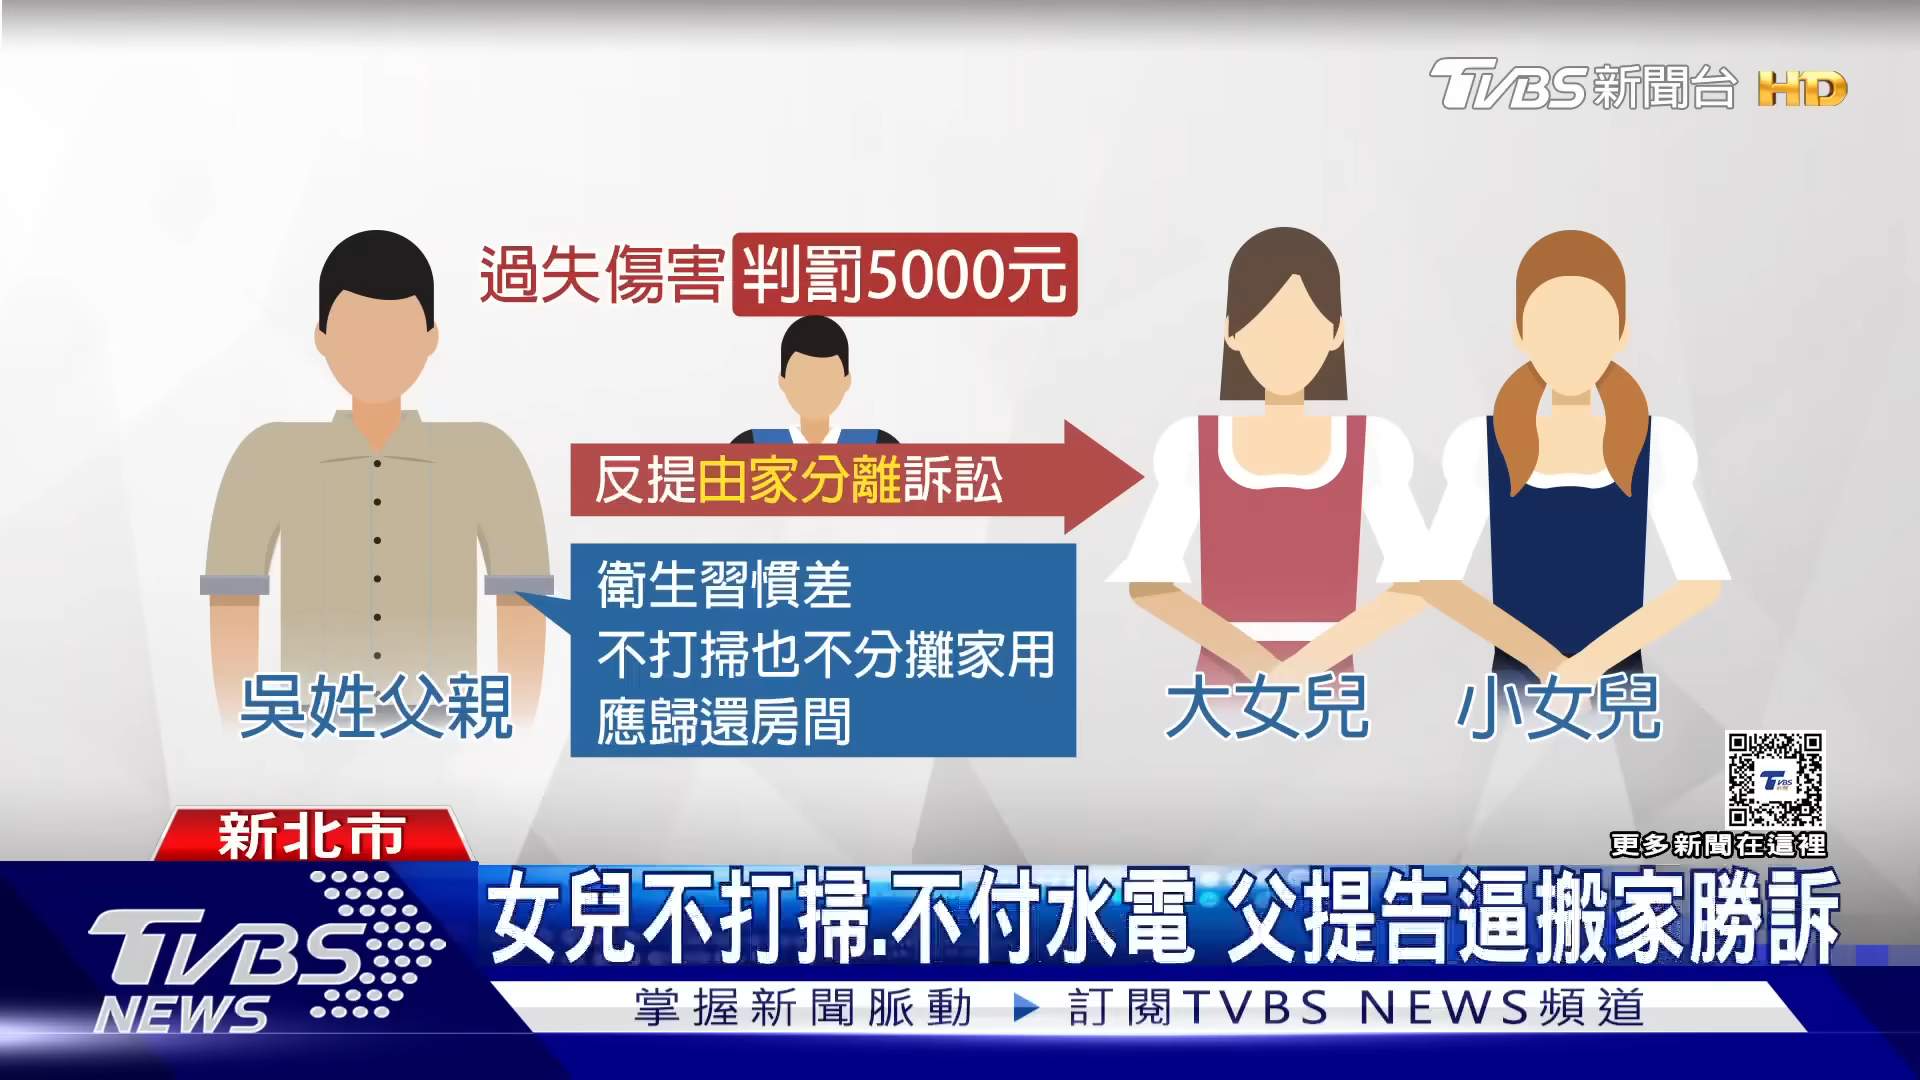 TVBS新聞台 HD
過失傷害 判罰5000元
反提由家分離訴訟
衛生習慣差
不打掃也不分攤家用
應歸還房間
吳姓父親
大女兒
小女兒
TVBS
更多新聞在這裡
新北市
女兒不打掃.不付水電 父提告逼搬家勝訴
TVBS NEWS
掌握新聞脈動 ▶ 訂閱TVBS NEWS頻道